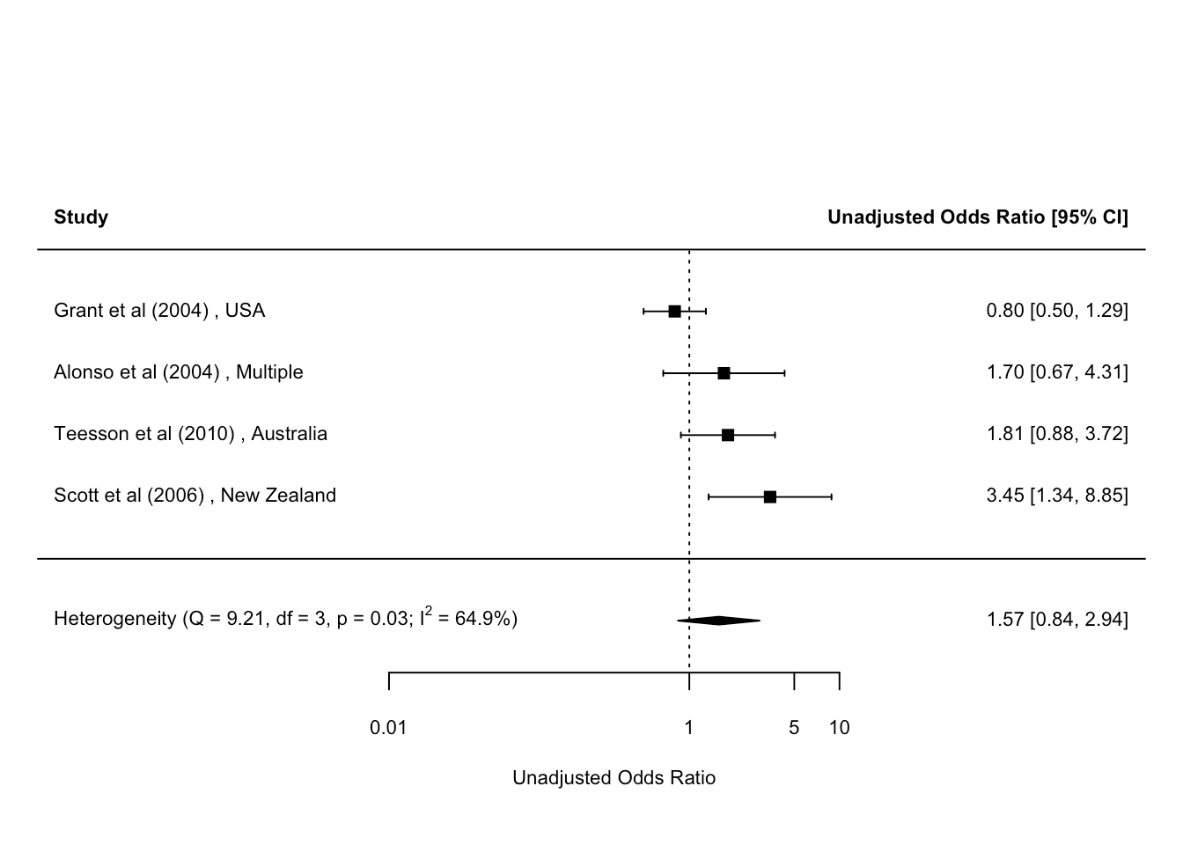 Study Unadjusted Odds Ratio [95% CI]
Grant et al (2004) , USA 0.80 [0.50, 1.29]
Alonso et al (2004) , Multiple 1.70 [0.67, 4.31]
Teesson et al (2010) , Australia 1.81 [0.88, 3.72]
Scott et al (2006) , New Zealand 3.45 [1.34, 8.85]
Heterogeneity (Q = 9.21, df = 3, p = 0.03; I² = 64.9%) 1.57 [0.84, 2.94]
0.01 1 5 10
Unadjusted Odds Ratio